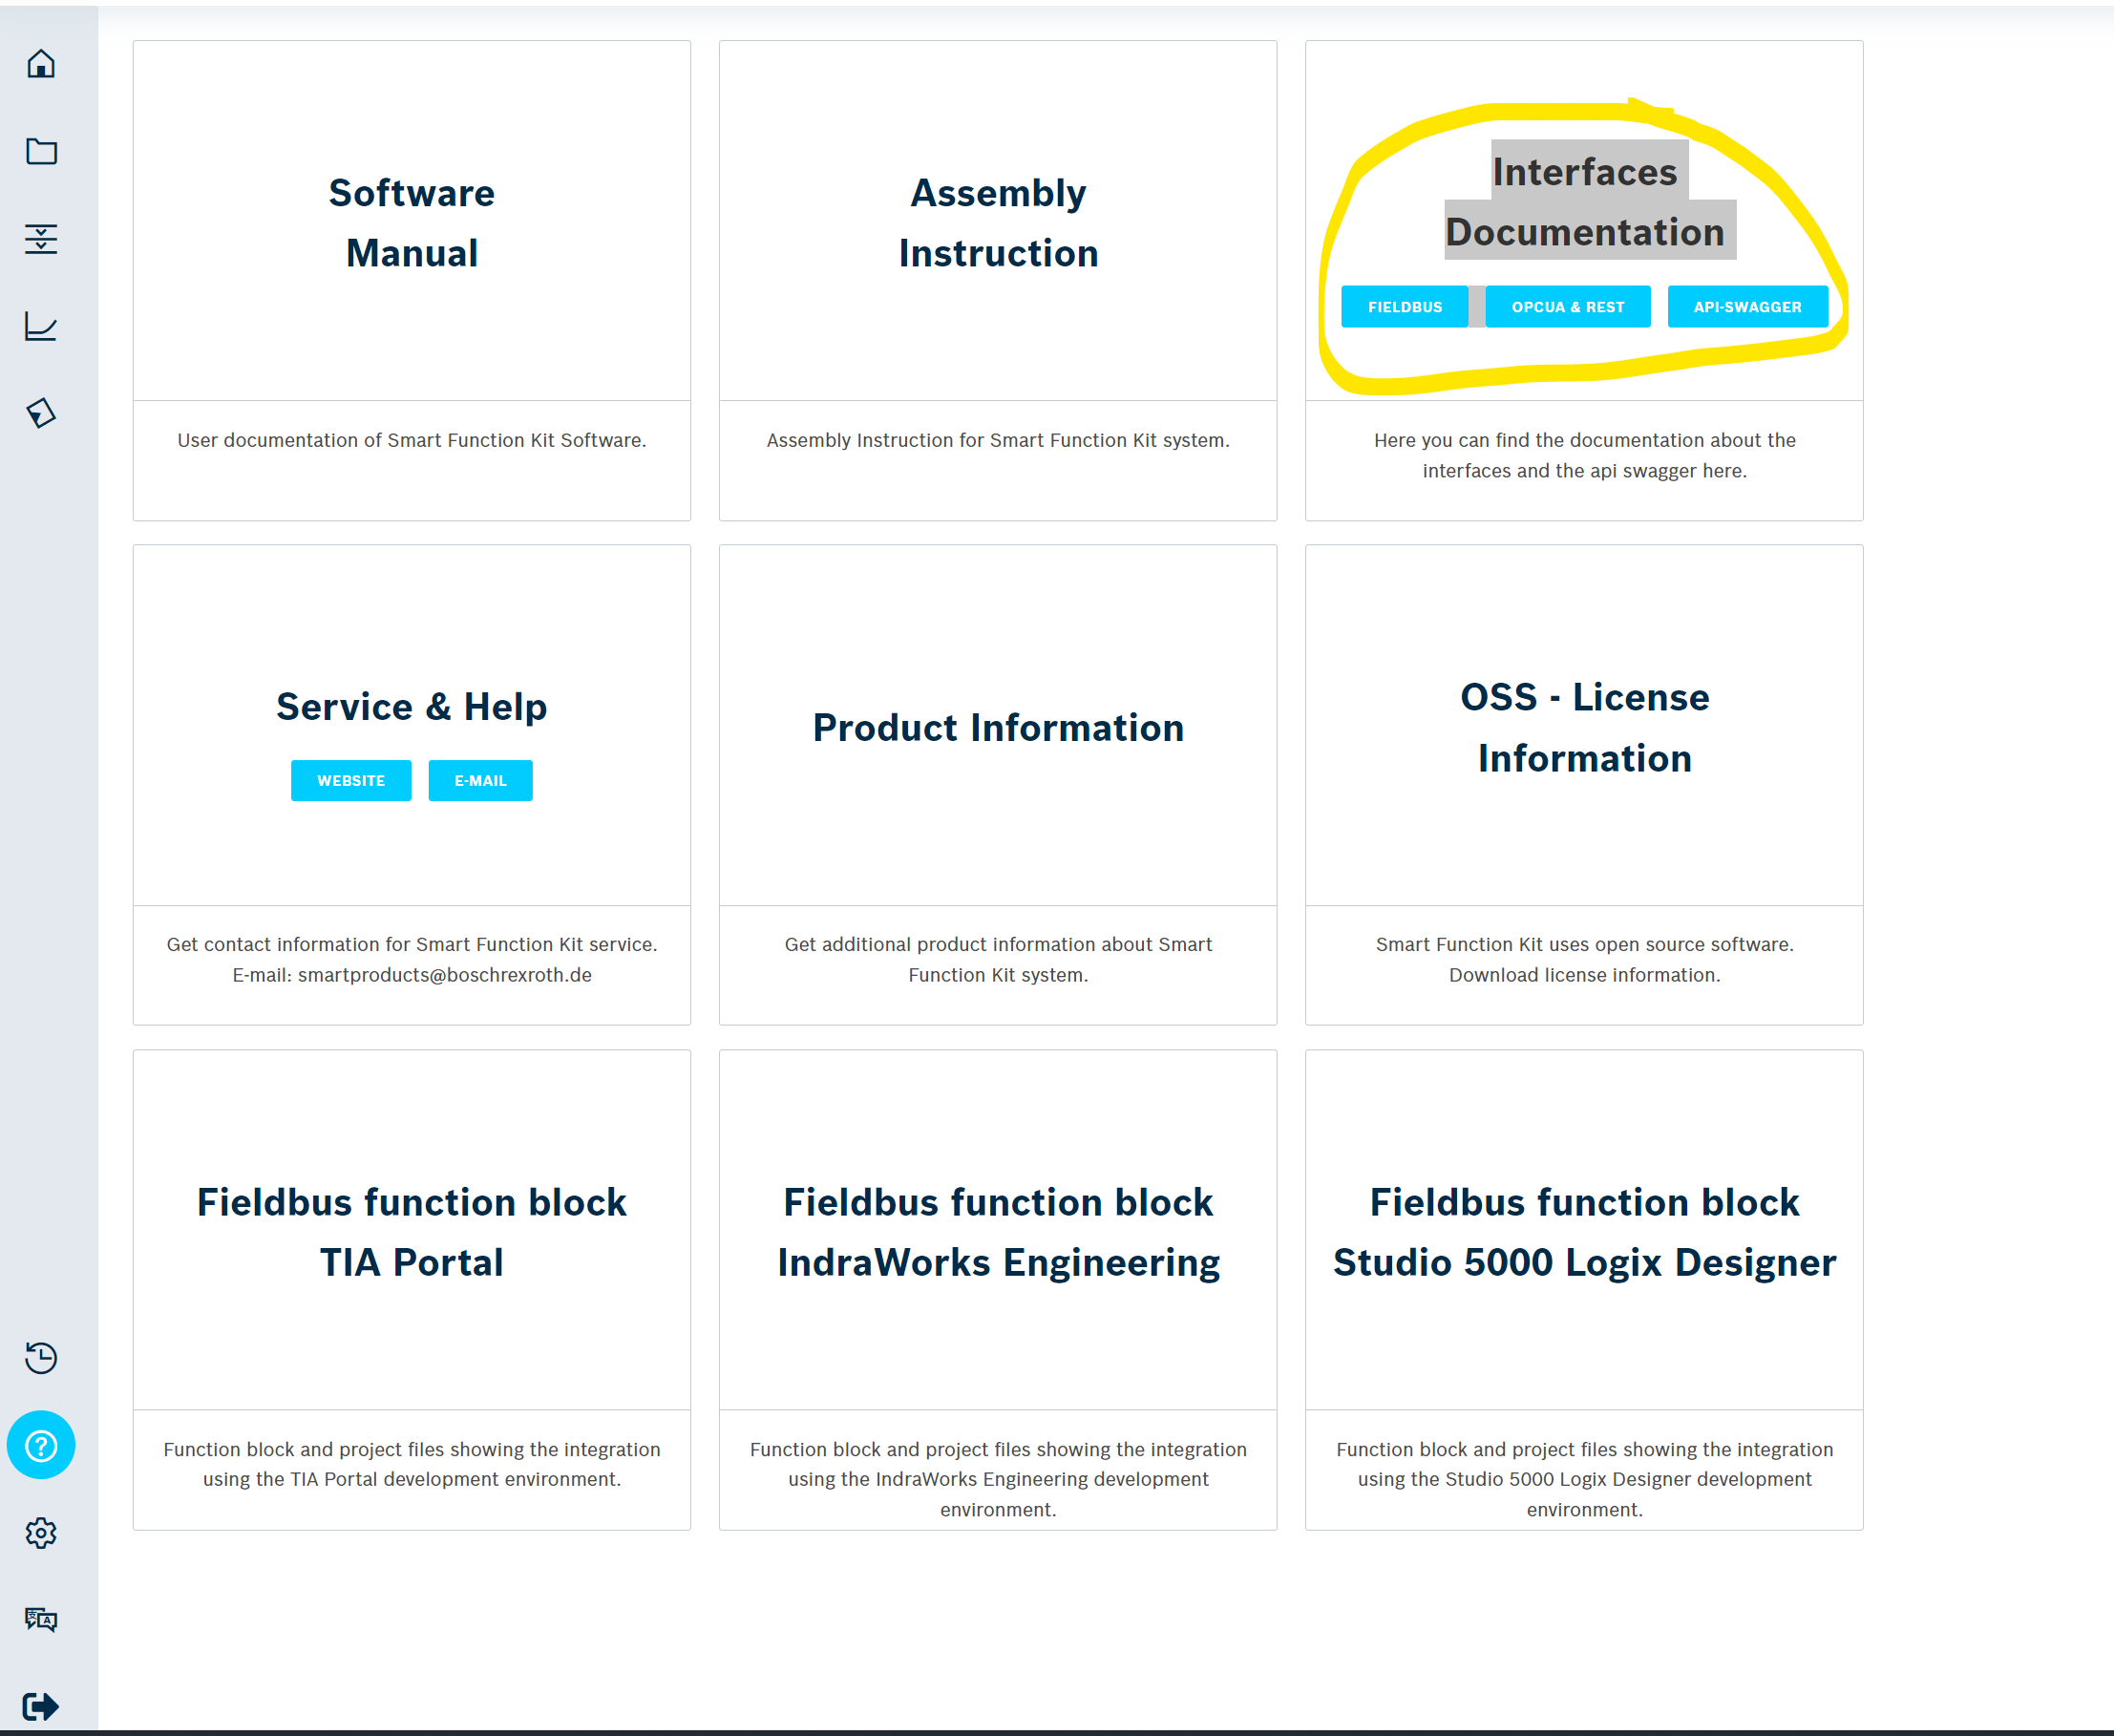 Software
Manual
User documentation of Smart Function Kit Software.
Assembly
Instruction
Assembly Instruction for Smart Function Kit system.
Interfaces
Documentation
FIELDBUS
OPCUA & REST
API-SWAGGER
Here you can find the documentation about the
interfaces and the api swagger here.
Service & Help
WEBSITE
E-MAIL
Get contact information for Smart Function Kit service.
E-mail: smartproducts@boschrexroth.de
Product Information
Get additional product information about Smart
Function Kit system.
OSS - License
Information
Smart Function Kit uses open source software.
Download license information.
Fieldbus function block
TIA Portal
Function block and project files showing the integration
using the TIA Portal development environment.
Fieldbus function block
IndraWorks Engineering
Function block and project files showing the integration
using the IndraWorks Engineering development
environment.
Fieldbus function block
Studio 5000 Logix Designer
Function block and project files showing the integration
using the Studio 5000 Logix Designer development
environment.